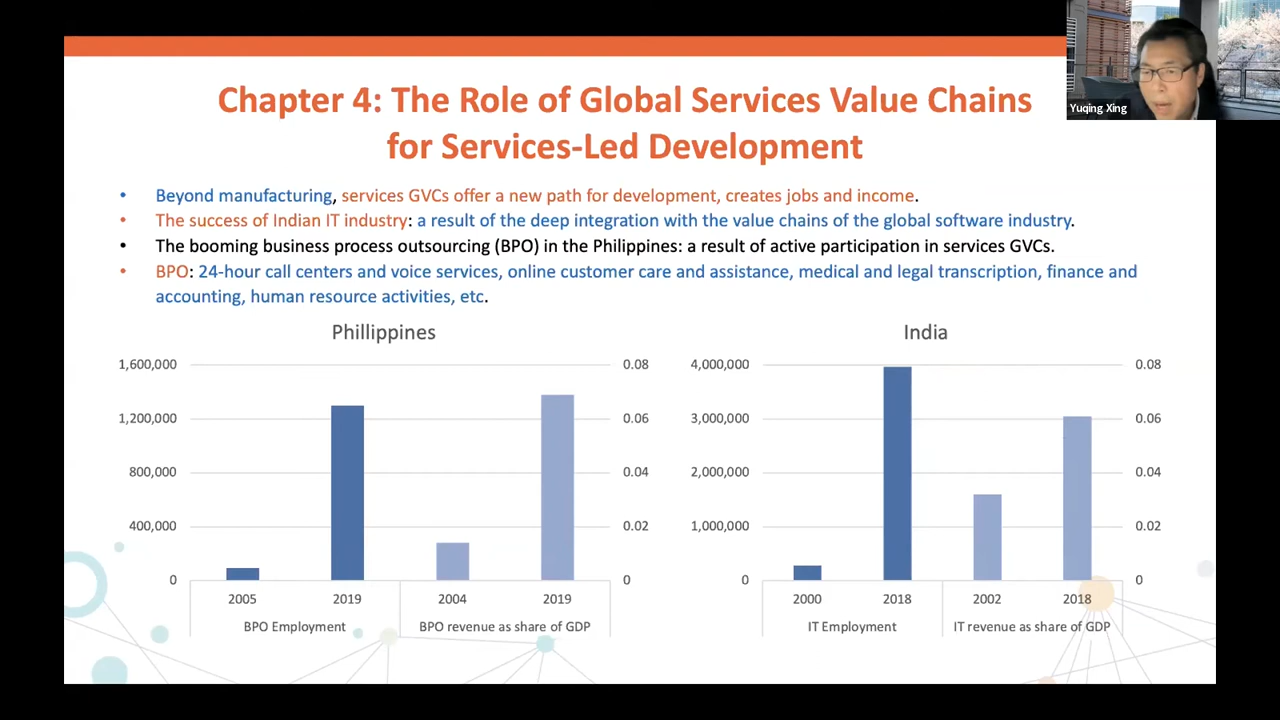 Yuqing Xing
Chapter 4: The Role of Global Services Value Chains
for Services-Led Development
• Beyond manufacturing, services GVCs offer a new path for development, creates jobs and income.
• The success of Indian IT industry: a result of the deep integration with the value chains of the global software industry.
• The booming business process outsourcing (BPO) in the Philippines: a result of active participation in services GVCs.
• BPO: 24-hour call centers and voice services, online customer care and assistance, medical and legal transcription, finance and
accounting, human resource activities, etc.
Phillippines
1,600,000 0.08
1,200,000 0.06
800,000 0.04
400,000 0.02
0 0
2005 2019 2004 2019
BPO Employment BPO revenue as share of GDP
India
4,000,000 0.08
3,000,000 0.06
2,000,000 0.04
1,000,000 0.02
0 0
2000 2018 2002 2018
IT Employment IT revenue as share of GDP